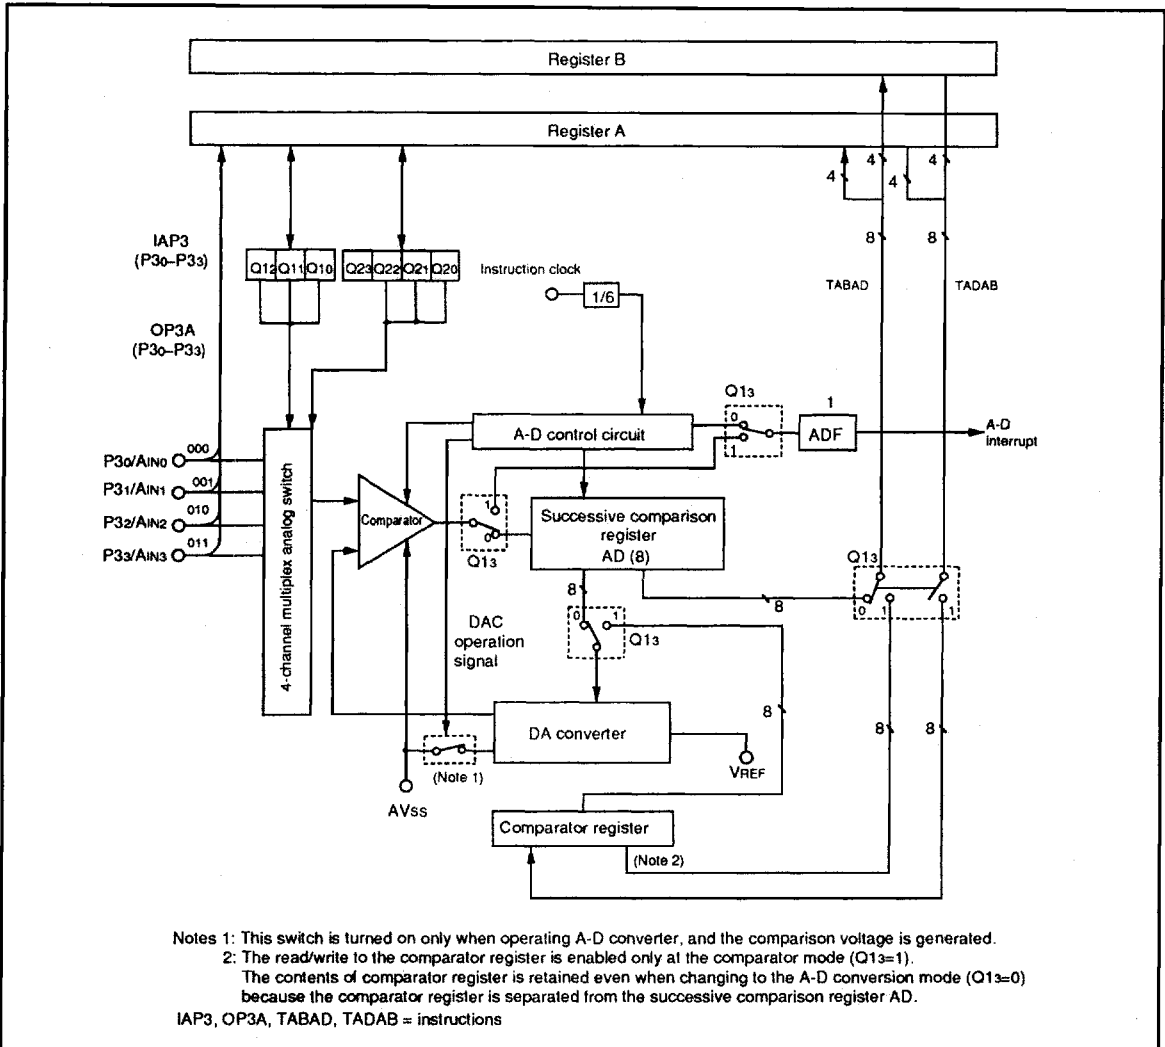 Register B
Register A
4
4
4
4
8
8
IAP3
(P30–P33)
Q12 Q11 Q10
Q23 Q22 Q21 Q20
Instruction clock
1/6
TABAD
TADAB
OP3A
(P30–P33)
Q13
0
1
1
ADF
A-D
interrupt
A-D control circuit
P30/AIN0
000
P31/AIN1
001
P32/AIN2
010
P33/AIN3
011
4-channel multiplex analog switch
Comparator
1
0
Q13
Successive comparison
register
AD (8)
Q13
0
1
1
8
8
0
1
Q13
DAC
operation
signal
DA converter
8
8
8
(Note 1)
VREF
AVss
Comparator register
(Note 2)
Notes 1: This switch is turned on only when operating A-D converter, and the comparison voltage is generated.
2: The read/write to the comparator register is enabled only at the comparator mode (Q13=1).
The contents of comparator register is retained even when changing to the A-D conversion mode (Q13=0)
because the comparator register is separated from the successive comparison register AD.
IAP3, OP3A, TABAD, TADAB = instructions